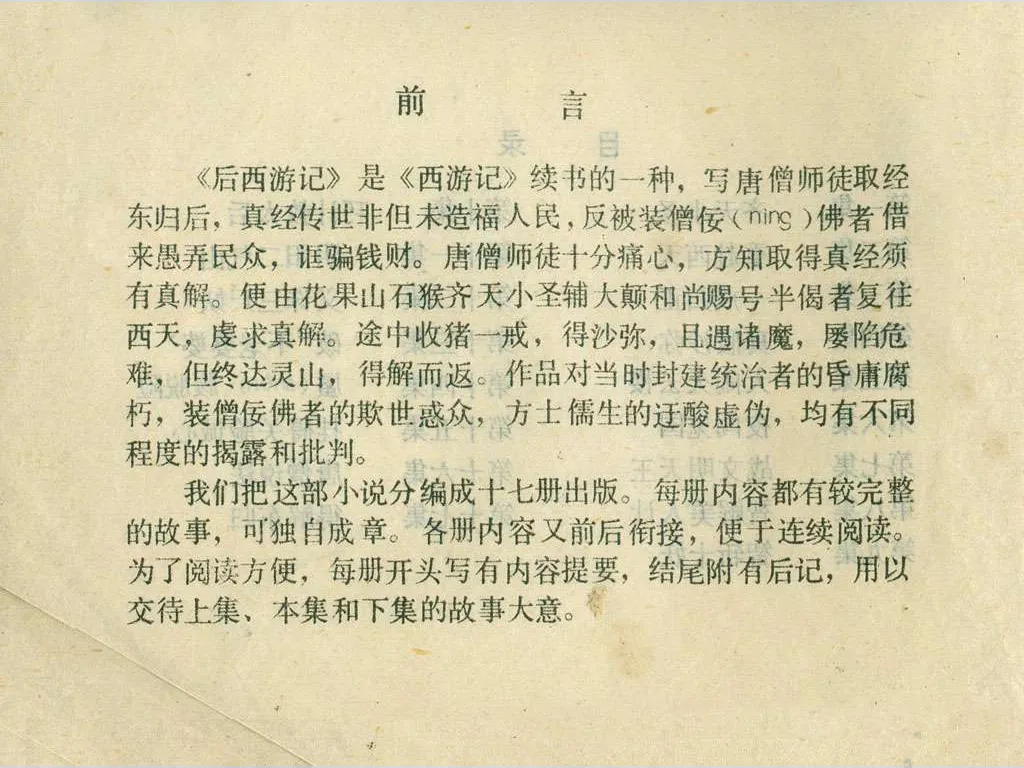 前 言
《后西游记》是《西游记》续书的一种，写唐僧师徒取经
东归后，真经传世非但未造福人民，反被装僧佞（ning）佛者借
来愚弄民众，诓骗钱财。唐僧师徒十分痛心，方知取得真经须
有真解。便由花果山石猴齐天小圣辅大颠和尚赐号半偈者复往
西天，虔求真解。途中收猪一戒，得沙弥，且遇诸魔，屡陷危
难，但终达灵山，得解而返。作品对当时封建统治者的昏庸腐
朽，装僧佞佛者的欺世惑众，方士儒生的迂酸虚伪，均有不同
程度的揭露和批判。
我们把这部小说分编成十七册出版。每册内容都有较完整
的故事，可独自成章。各册内容又前后衔接，便于连续阅读。
为了阅读方便，每册开头写有内容提要，结尾附有后记，用以
交待上集、本集和下集的故事大意。